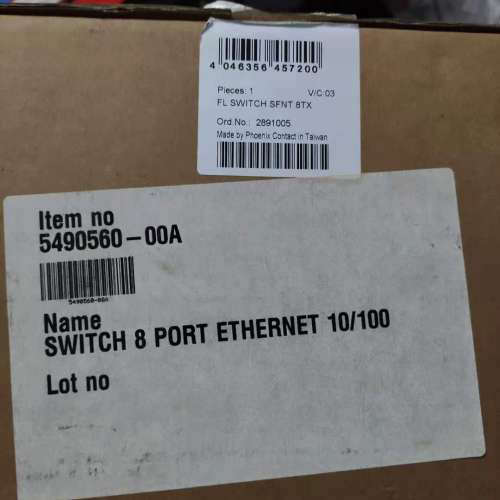 4 046356 457200
Pieces: 1 V/C:03
FL SWITCH SFNT 8TX
Ord.No.: 2891005
Made by Phoenix Contact in Taiwan
Item no
5490560-00A
5490560-00A
Name
SWITCH 8 PORT ETHERNET 10/100
Lot no